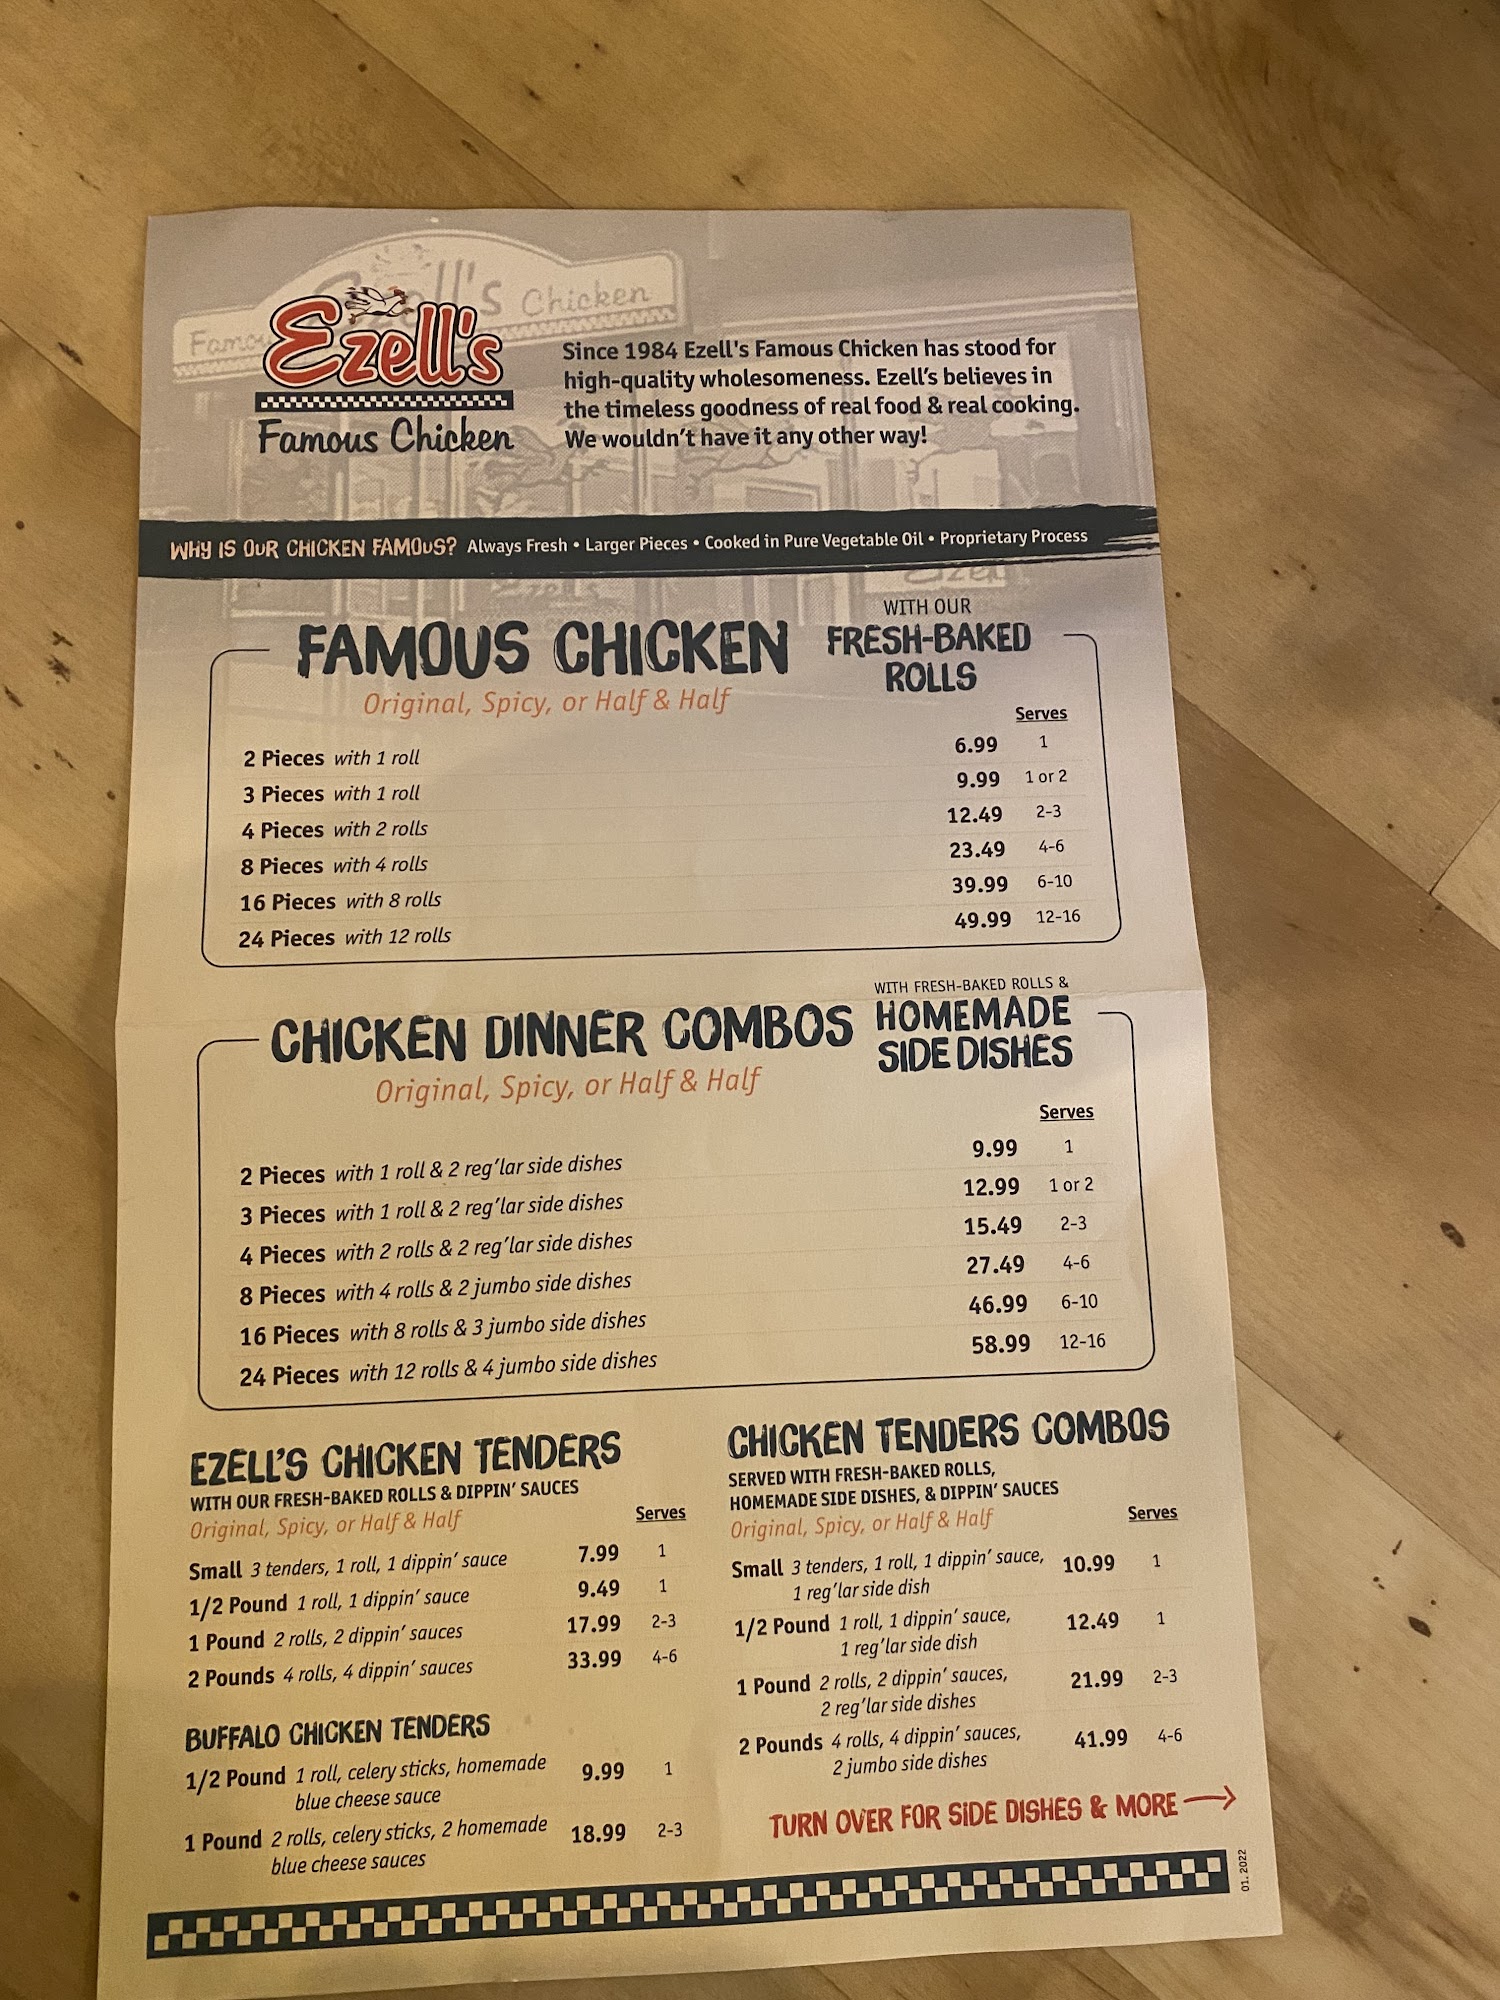 Famous Ezell's Chicken
Ezell's
Famous Chicken
Since 1984 Ezell's Famous Chicken has stood for
high-quality wholesomeness. Ezell's believes in
the timeless goodness of real food & real cooking.
We wouldn't have it any other way!
WHY IS OUR CHICKEN FAMOUS? Always Fresh • Larger Pieces • Cooked in Pure Vegetable Oil • Proprietary Process
FAMOUS CHICKEN
Original, Spicy, or Half & Half
WITH OUR
FRESH-BAKED
ROLLS
Serves
2 Pieces with 1 roll 6.99 1
3 Pieces with 1 roll 9.99 1 or 2
4 Pieces with 2 rolls 12.49 2-3
8 Pieces with 4 rolls 23.49 4-6
16 Pieces with 8 rolls 39.99 6-10
24 Pieces with 12 rolls 49.99 12-16
CHICKEN DINNER COMBOS
Original, Spicy, or Half & Half
WITH FRESH-BAKED ROLLS &
HOMEMADE
SIDE DISHES
Serves
2 Pieces with 1 roll & 2 reg'lar side dishes 9.99 1
3 Pieces with 1 roll & 2 reg'lar side dishes 12.99 1 or 2
4 Pieces with 2 rolls & 2 reg'lar side dishes 15.49 2-3
8 Pieces with 4 rolls & 2 jumbo side dishes 27.49 4-6
16 Pieces with 8 rolls & 3 jumbo side dishes 46.99 6-10
24 Pieces with 12 rolls & 4 jumbo side dishes 58.99 12-16
EZELL'S CHICKEN TENDERS
WITH OUR FRESH-BAKED ROLLS & DIPPIN' SAUCES
Original, Spicy, or Half & Half
Serves
Small 3 tenders, 1 roll, 1 dippin' sauce 7.99 1
1/2 Pound 1 roll, 1 dippin' sauce 9.49 1
1 Pound 2 rolls, 2 dippin' sauces 17.99 2-3
2 Pounds 4 rolls, 4 dippin' sauces 33.99 4-6
BUFFALO CHICKEN TENDERS
1/2 Pound 1 roll, celery sticks, homemade 9.99 1
blue cheese sauce
1 Pound 2 rolls, celery sticks, 2 homemade 18.99 2-3
blue cheese sauces
CHICKEN TENDERS COMBOS
SERVED WITH FRESH-BAKED ROLLS,
HOMEMADE SIDE DISHES, & DIPPIN' SAUCES
Original, Spicy, or Half & Half
Serves
Small 3 tenders, 1 roll, 1 dippin' sauce, 10.99 1
1 reg'lar side dish
1/2 Pound 1 roll, 1 dippin' sauce, 12.49 1
1 reg'lar side dish
1 Pound 2 rolls, 2 dippin' sauces, 21.99 2-3
2 reg'lar side dishes
2 Pounds 4 rolls, 4 dippin' sauces, 41.99 4-6
2 jumbo side dishes
TURN OVER FOR SIDE DISHES & MORE
01.2022